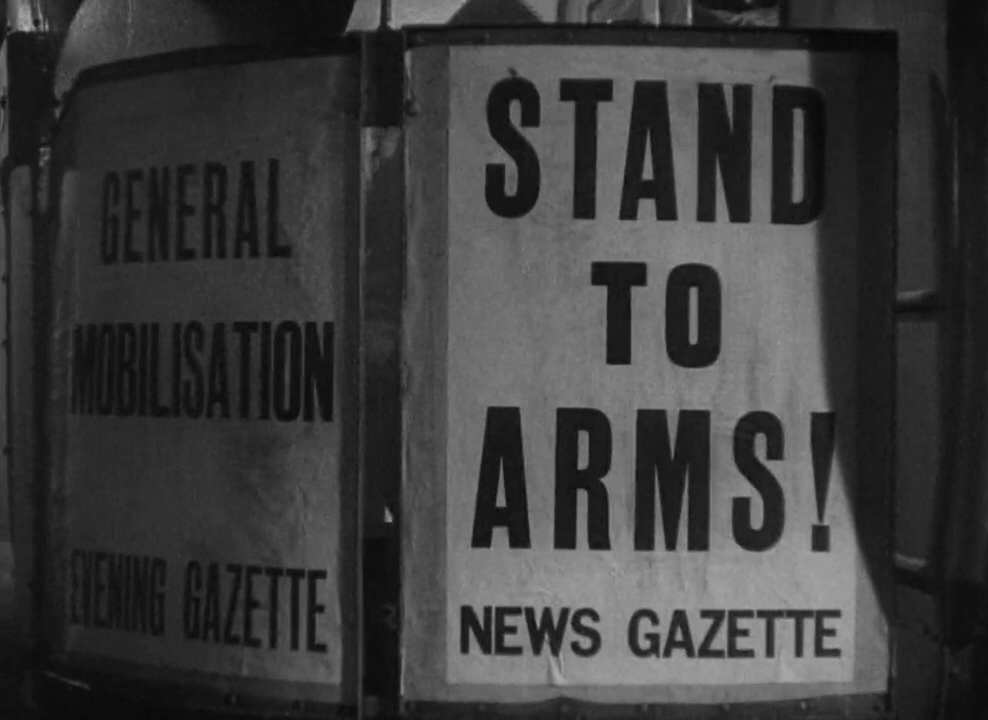 GENERAL
MOBILISATION
EVENING GAZETTE
STAND
TO
ARMS!
NEWS GAZETTE